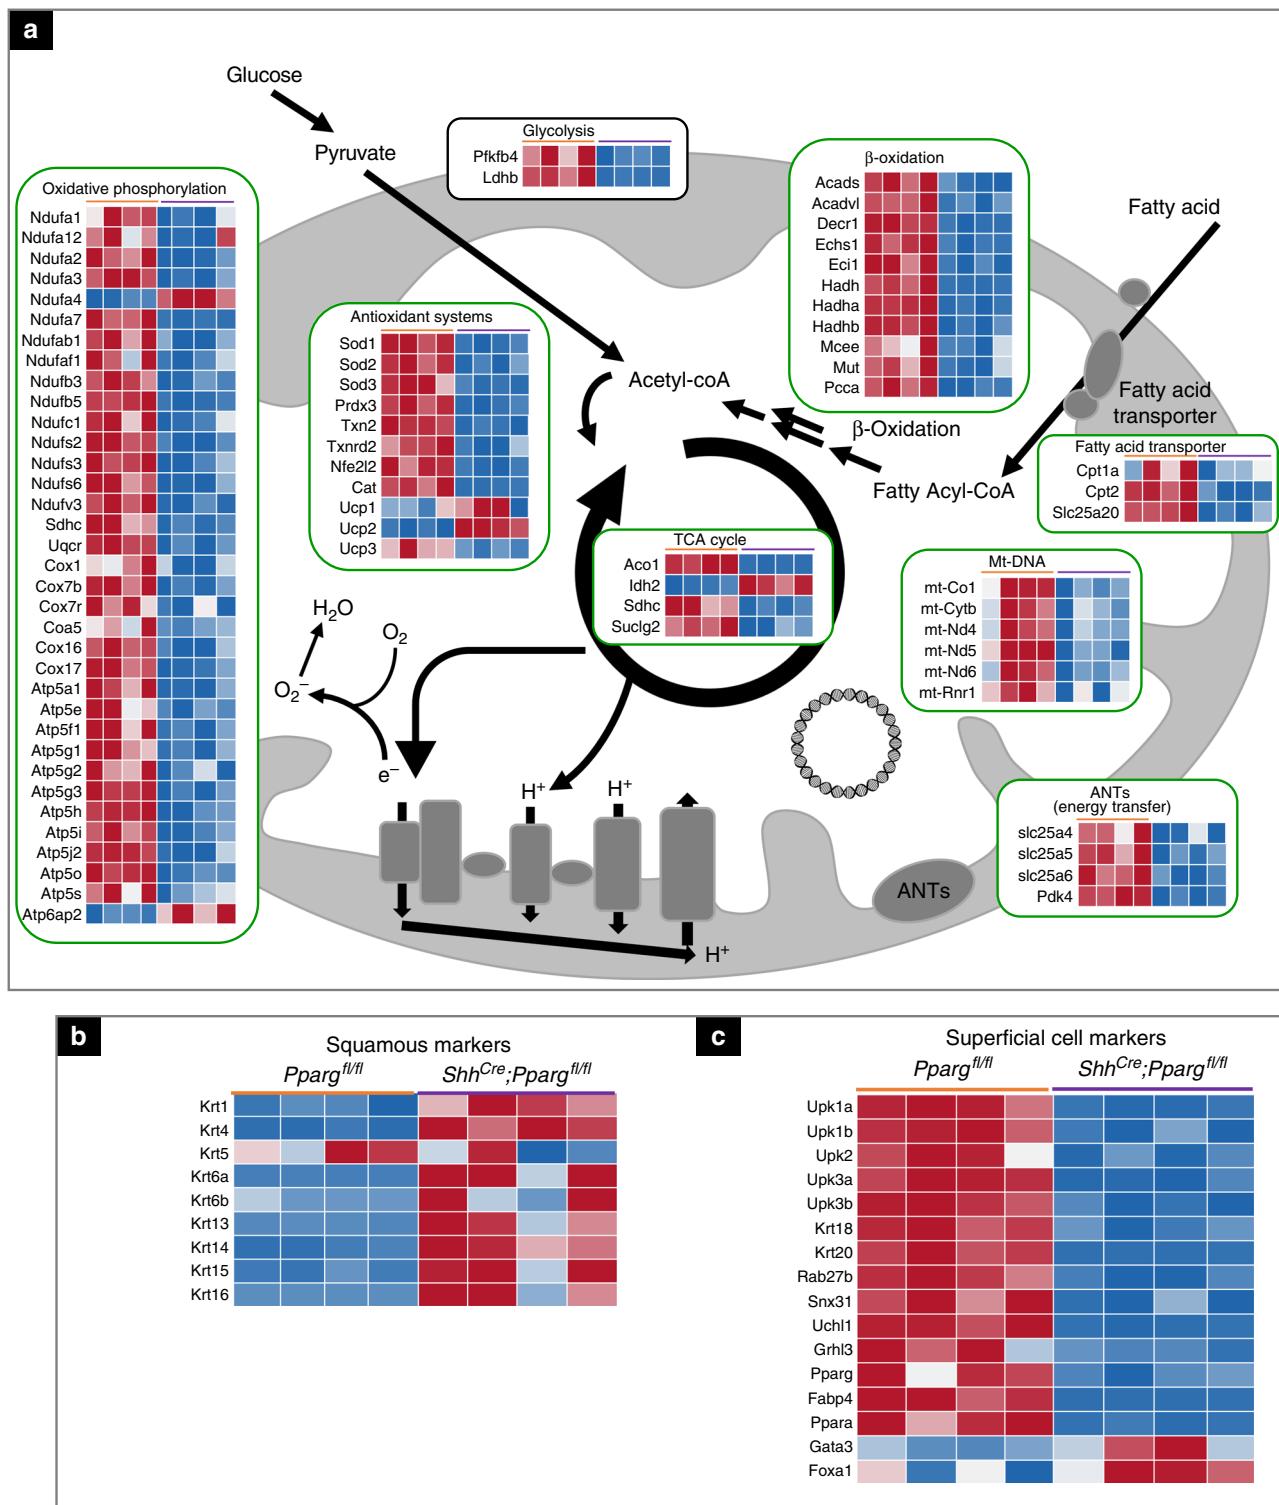 a
Glucose
Pyruvate
Glycolysis
Pfkfb4
Ldhb
Oxidative phosphorylation
Ndufa1
Ndufa12
Ndufa2
Ndufa3
Ndufa4
Ndufa7
Ndufab1
Ndufaf1
Ndufb3
Ndufb5
Ndufc1
Ndufs2
Ndufs3
Ndufs6
Ndufv3
Sdhc
Uqcr
Cox1
Cox7b
Cox7r
Coa5
Cox16
Cox17
Atp5a1
Atp5e
Atp5f1
Atp5g1
Atp5g2
Atp5g3
Atp5h
Atp5i
Atp5j2
Atp5o
Atp5s
Atp6ap2
Antioxidant systems
Sod1
Sod2
Sod3
Prdx3
Txn2
Txnrd2
Nfe2l2
Cat
Ucp1
Ucp2
Ucp3
β-oxidation
Acads
Acadvl
Decr1
Echs1
Eci1
Hadh
Hadha
Hadhb
Mcee
Mut
Pcca
Fatty acid
Acetyl-coA
β-Oxidation
Fatty Acyl-CoA
Fatty acid
transporter
Fatty acid transporter
Cpt1a
Cpt2
Slc25a20
TCA cycle
Aco1
Idh2
Sdhc
Suclg2
Mt-DNA
mt-Co1
mt-Cytb
mt-Nd4
mt-Nd5
mt-Nd6
mt-Rnr1
H₂O
O₂
O₂⁻
e⁻
H⁺
H⁺
H⁺
ANTs
ANTs
(energy transfer)
slc25a4
slc25a5
slc25a6
Pdk4
b
Squamous markers
Pparg^fl/fl Shh^Cre;Pparg^fl/fl
Krt1
Krt4
Krt5
Krt6a
Krt6b
Krt13
Krt14
Krt15
Krt16
c
Superficial cell markers
Pparg^fl/fl Shh^Cre;Pparg^fl/fl
Upk1a
Upk1b
Upk2
Upk3a
Upk3b
Krt18
Krt20
Rab27b
Snx31
Uchl1
Grhl3
Pparg
Fabp4
Ppara
Gata3
Foxa1